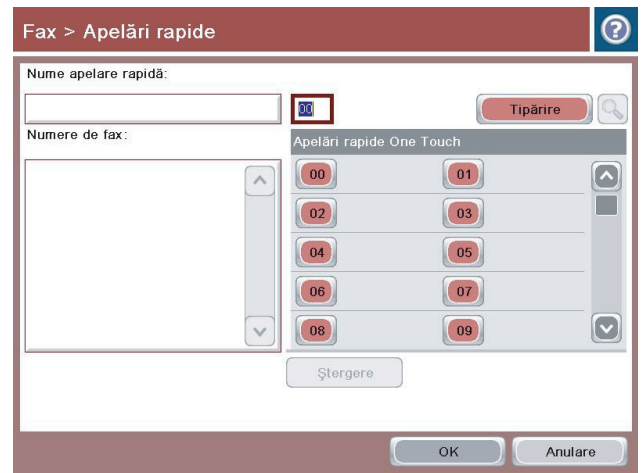 Fax > Apelări rapide
?
Nume apelare rapidă:
00
Tipărire
Numere de fax:
Apelări rapide One Touch
00 01
02 03
04 05
06 07
08 09
Ștergere
OK Anulare